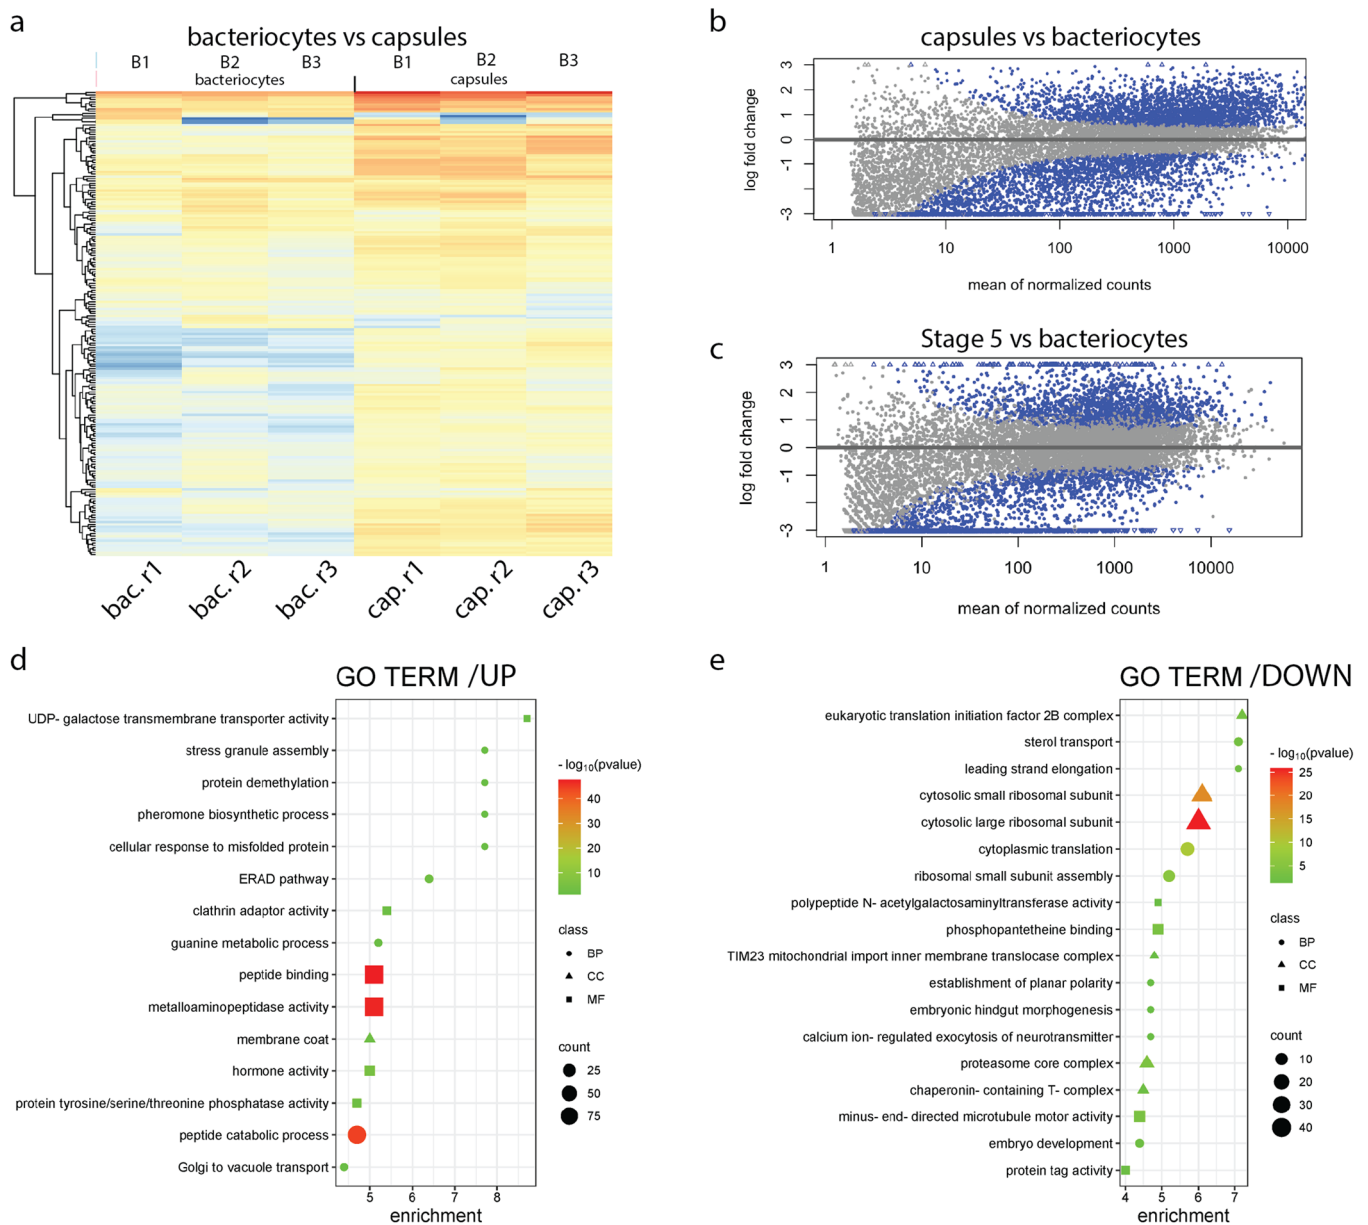 a
bacteriocytes vs capsules
B1 B2 B3 B1 B2 B3
bacteriocytes capsules
bac. r1 bac. r2 bac. r3 cap. r1 cap. r2 cap. r3
b
capsules vs bacteriocytes
log fold change
3
2
1
0
-1
-3
1 10 100 1000 10000
mean of normalized counts
c
Stage 5 vs bacteriocytes
log fold change
3
2
1
0
-1
-3
1 10 100 1000 10000
mean of normalized counts
d
GO TERM /UP
UDP- galactose transmembrane transporter activity
stress granule assembly
protein demethylation
pheromone biosynthetic process
cellular response to misfolded protein
ERAD pathway
clathrin adaptor activity
guanine metabolic process
peptide binding
metalloaminopeptidase activity
membrane coat
hormone activity
protein tyrosine/serine/threonine phosphatase activity
peptide catabolic process
Golgi to vacuole transport
5 6 7 8
enrichment
- log10(pvalue)
40
30
20
10
class
BP
CC
MF
count
25
50
75
e
GO TERM /DOWN
eukaryotic translation initiation factor 2B complex
sterol transport
leading strand elongation
cytosolic small ribosomal subunit
cytosolic large ribosomal subunit
cytoplasmic translation
ribosomal small subunit assembly
polypeptide N- acetylgalactosaminyltransferase activity
phosphopantetheine binding
TIM23 mitochondrial import inner membrane translocase complex
establishment of planar polarity
embryonic hindgut morphogenesis
calcium ion- regulated exocytosis of neurotransmitter
proteasome core complex
chaperonin- containing T- complex
minus- end- directed microtubule motor activity
embryo development
protein tag activity
4 5 6 7
enrichment
- log10(pvalue)
25
20
15
10
5
class
BP
CC
MF
count
10
20
30
40